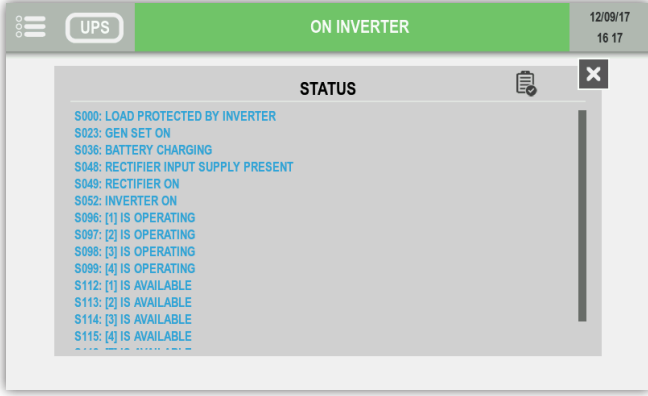 UPS
ON INVERTER
12/09/17
16 17
STATUS
S000: LOAD PROTECTED BY INVERTER
S023: GEN SET ON
S036: BATTERY CHARGING
S048: RECTIFIER INPUT SUPPLY PRESENT
S049: RECTIFIER ON
S052: INVERTER ON
S096: [1] IS OPERATING
S097: [2] IS OPERATING
S098: [3] IS OPERATING
S099: [4] IS OPERATING
S112: [1] IS AVAILABLE
S113: [2] IS AVAILABLE
S114: [3] IS AVAILABLE
S115: [4] IS AVAILABLE